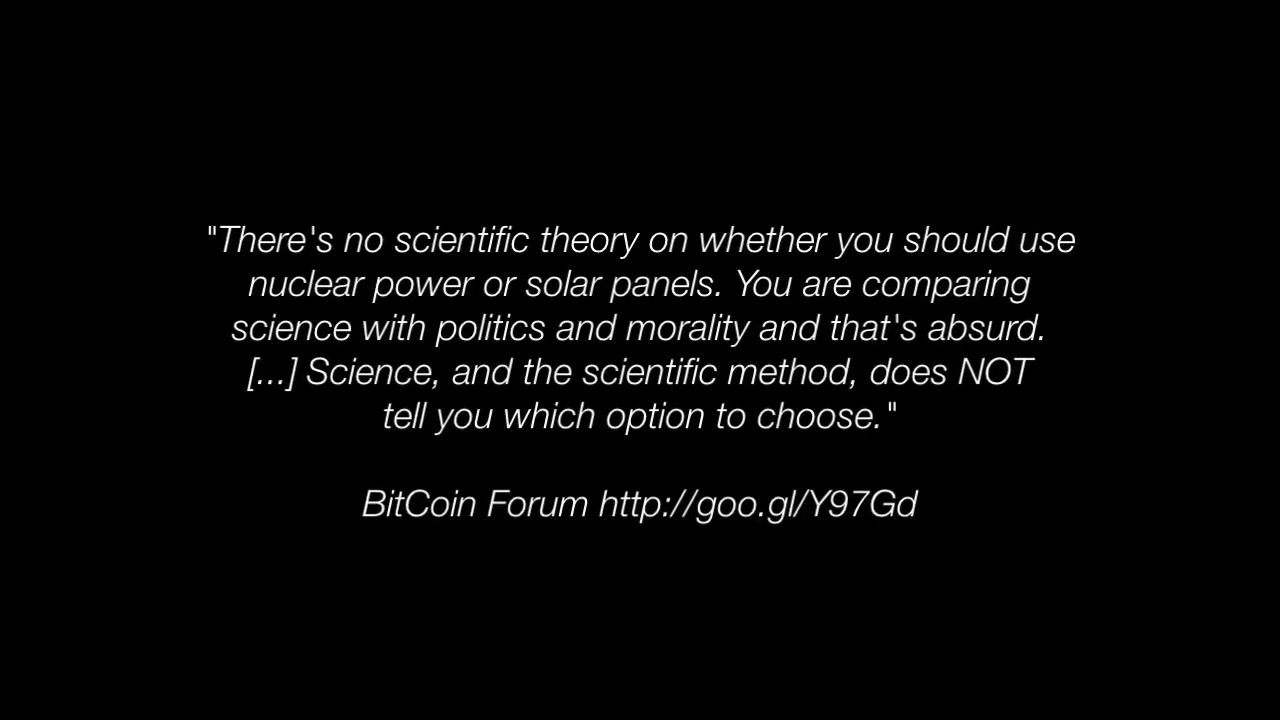 "There's no scientific theory on whether you should use
nuclear power or solar panels. You are comparing
science with politics and morality and that's absurd.
[...] Science, and the scientific method, does NOT
tell you which option to choose."
BitCoin Forum http://goo.gl/Y97Gd